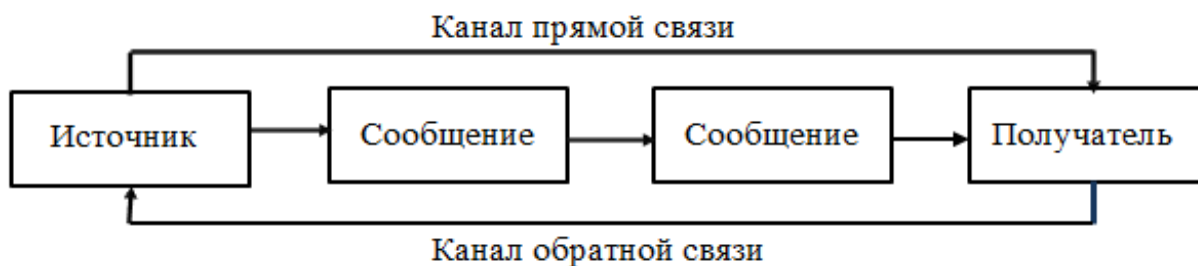 Канал прямой связи
Источник
Сообщение
Сообщение
Получатель
Канал обратной связи